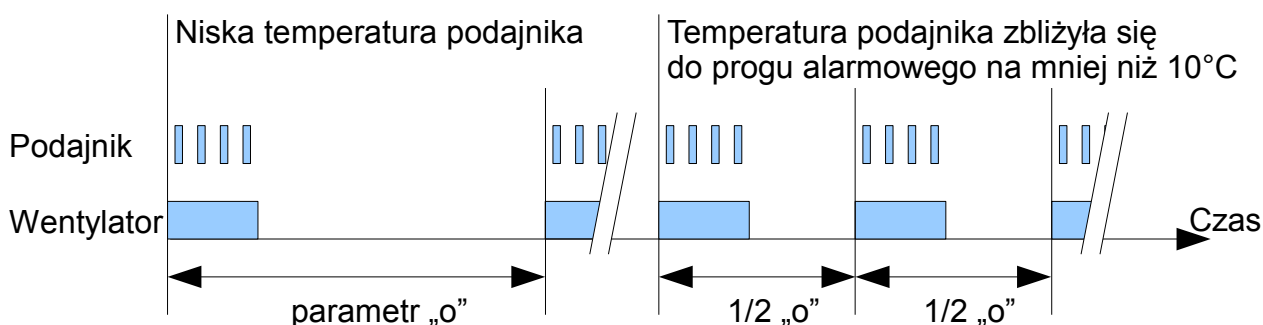 Niska temperatura podajnika
Temperatura podajnika zbliżyła się
do progu alarmowego na mniej niż 10°C
Podajnik
Wentylator
Czas
parametr „o”
1/2 „o”
1/2 „o”